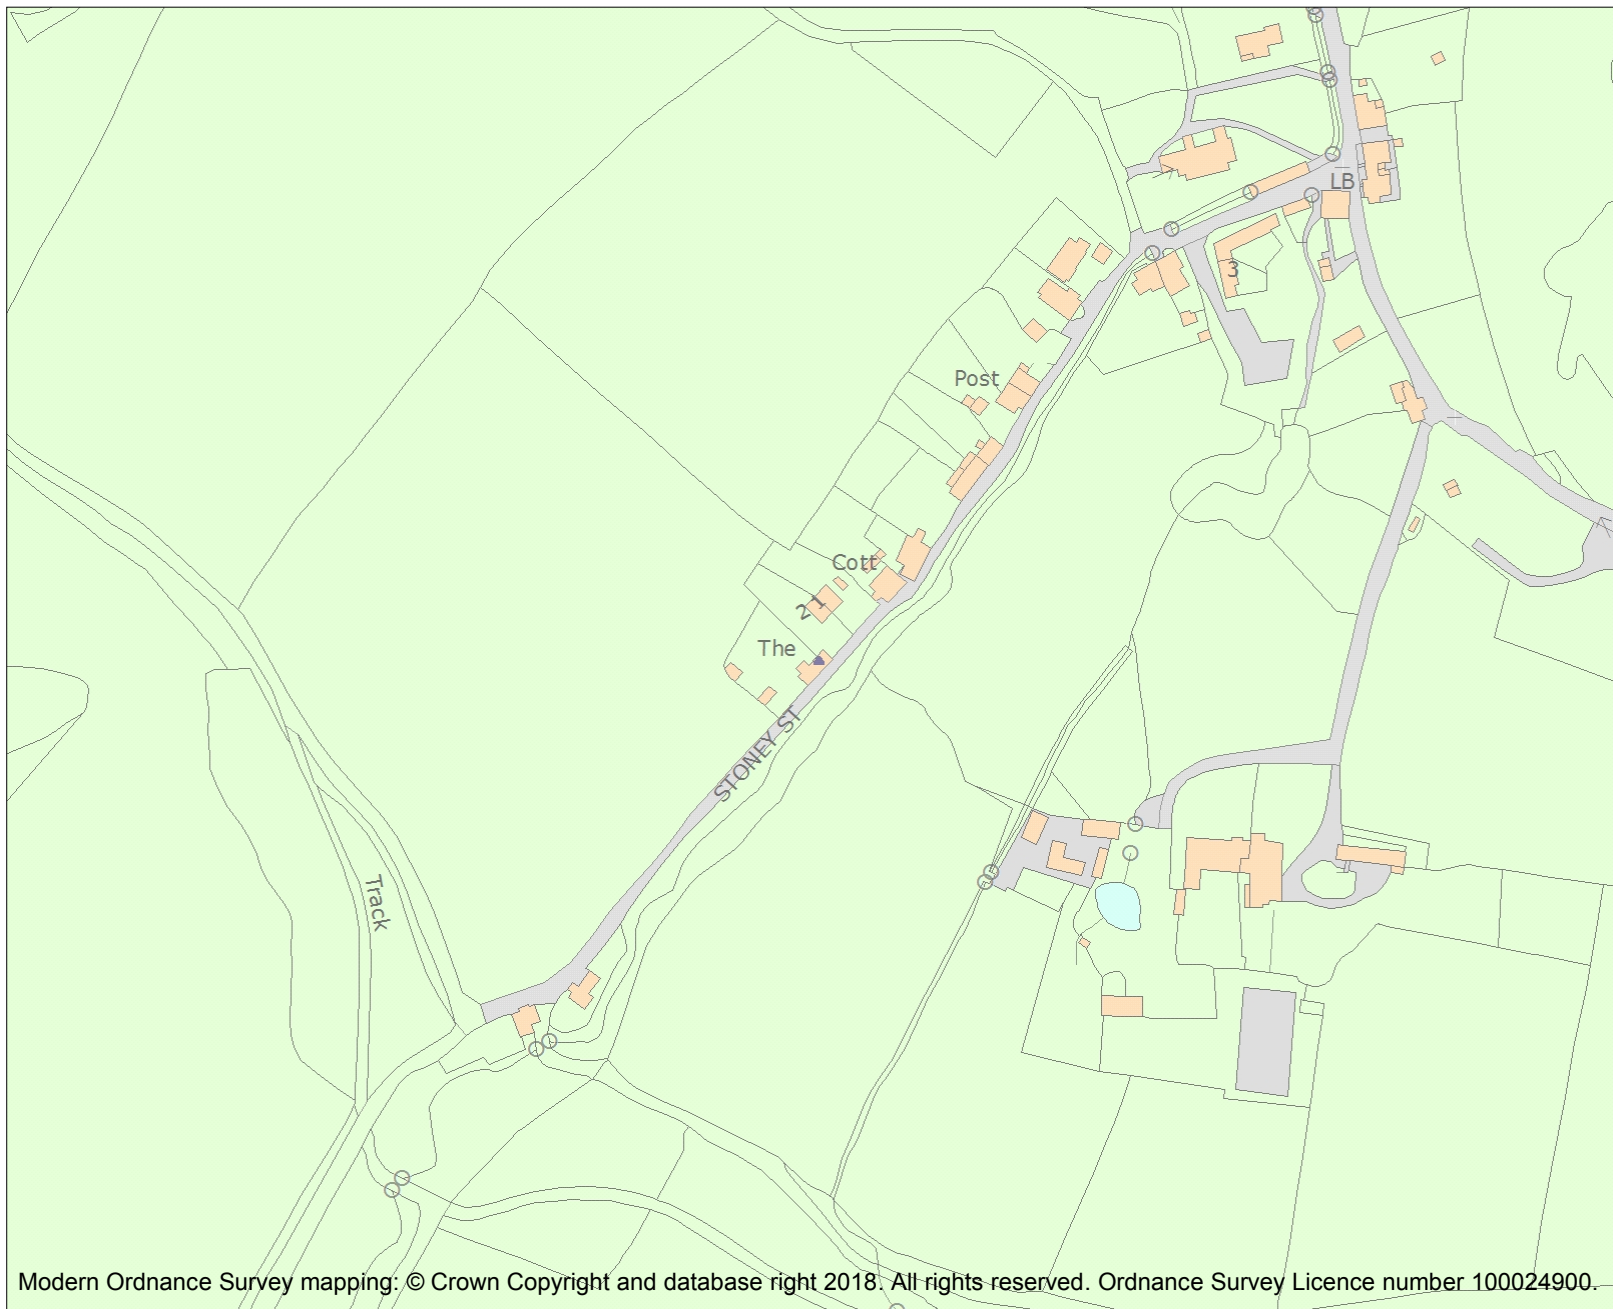 LB
3
Post
Cott
2 1
The
STONEY ST
Track
Modern Ordnance Survey mapping: © Crown Copyright and database right 2018. All rights reserved. Ordnance Survey Licence number 100024900.